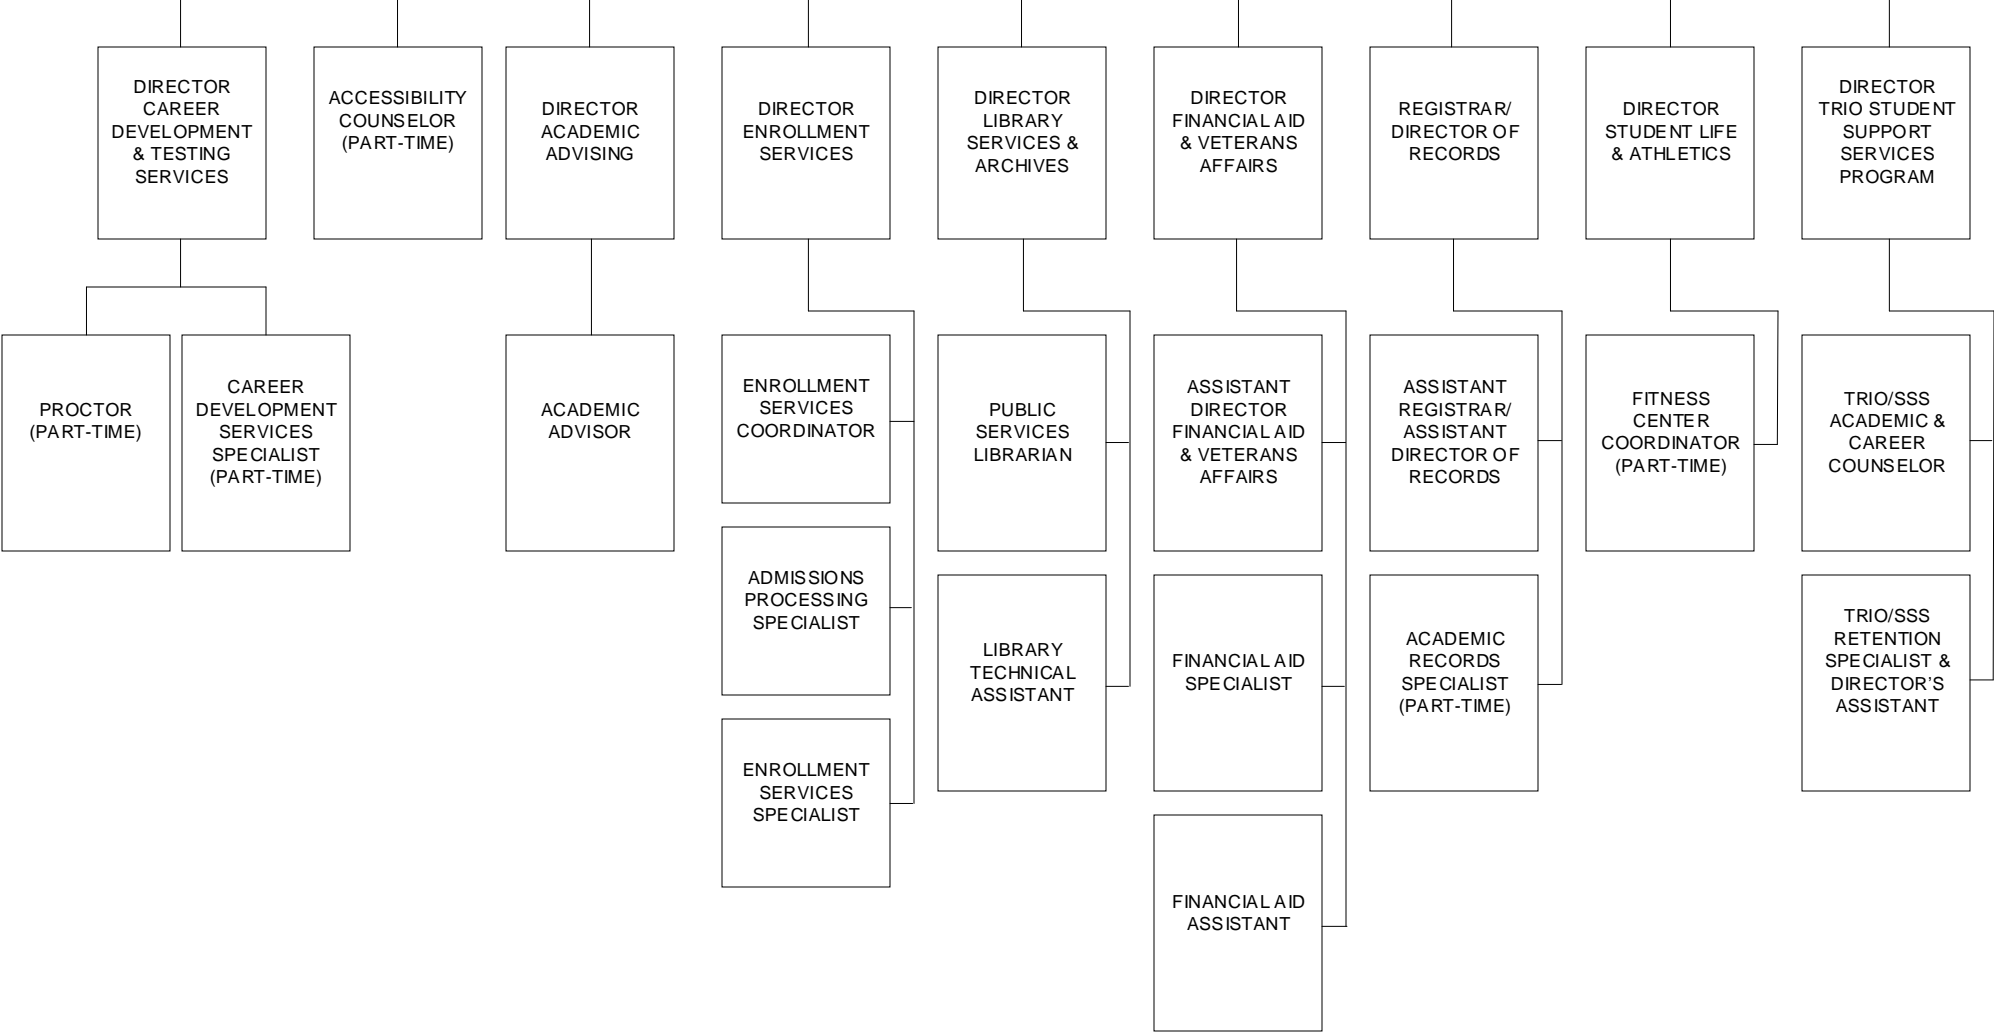 DIRECTOR
CAREER
DEVELOPMENT
& TESTING
SERVICES
ACCESSIBILITY
COUNSELOR
(PART-TIME)
DIRECTOR
ACADEMIC
ADVISING
DIRECTOR
ENROLLMENT
SERVICES
DIRECTOR
LIBRARY
SERVICES &
ARCHIVES
DIRECTOR
FINANCIAL AID
& VETERANS
AFFAIRS
REGISTRAR/
DIRECTOR OF
RECORDS
DIRECTOR
STUDENT LIFE
& ATHLETICS
DIRECTOR
TRIO STUDENT
SUPPORT
SERVICES
PROGRAM
PROCTOR
(PART-TIME)
CAREER
DEVELOPMENT
SERVICES
SPECIALIST
(PART-TIME)
ACADEMIC
ADVISOR
ENROLLMENT
SERVICES
COORDINATOR
PUBLIC
SERVICES
LIBRARIAN
ASSISTANT
DIRECTOR
FINANCIAL AID
& VETERANS
AFFAIRS
ASSISTANT
REGISTRAR/
ASSISTANT
DIRECTOR OF
RECORDS
FITNESS
CENTER
COORDINATOR
(PART-TIME)
TRIO/SSS
ACADEMIC &
CAREER
COUNSELOR
ADMISSIONS
PROCESSING
SPECIALIST
LIBRARY
TECHNICAL
ASSISTANT
FINANCIAL AID
SPECIALIST
ACADEMIC
RECORDS
SPECIALIST
(PART-TIME)
TRIO/SSS
RETENTION
SPECIALIST &
DIRECTOR’S
ASSISTANT
ENROLLMENT
SERVICES
SPECIALIST
FINANCIAL AID
ASSISTANT